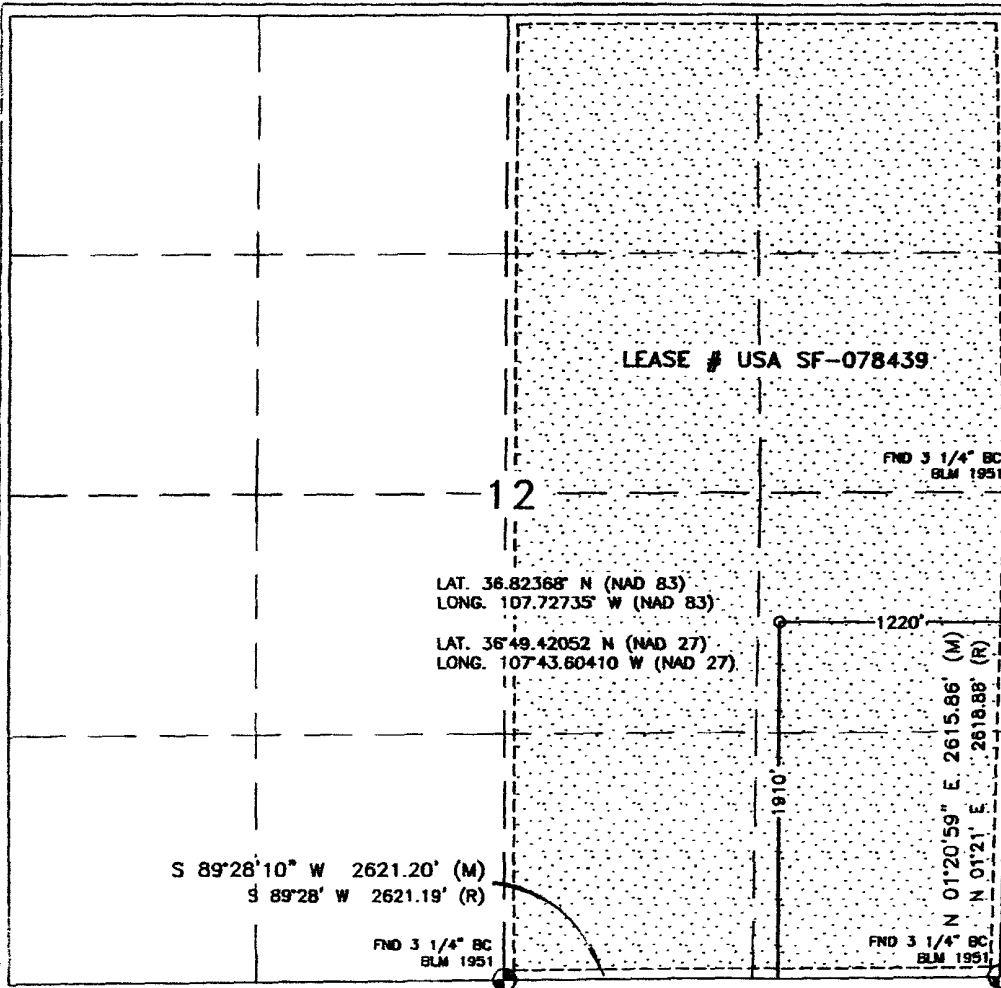 LEASE # USA SF-078439
FND 3 1/4" BC
BLM 1951
12
LAT. 36.82368° N (NAD 83)
LONG. 107.72735° W (NAD 83)
LAT. 36°49.42052 N (NAD 27)
LONG. 107°43.60410 W (NAD 27)
1220'
N 01°20'59" E 2615.86' (M)
N 01°21' E 2618.88' (R)
1910'
S 89°28'10" W 2621.20' (M)
S 89°28' W 2621.19' (R)
FND 3 1/4" BC
BLM 1951
FND 3 1/4" BC
BLM 1951